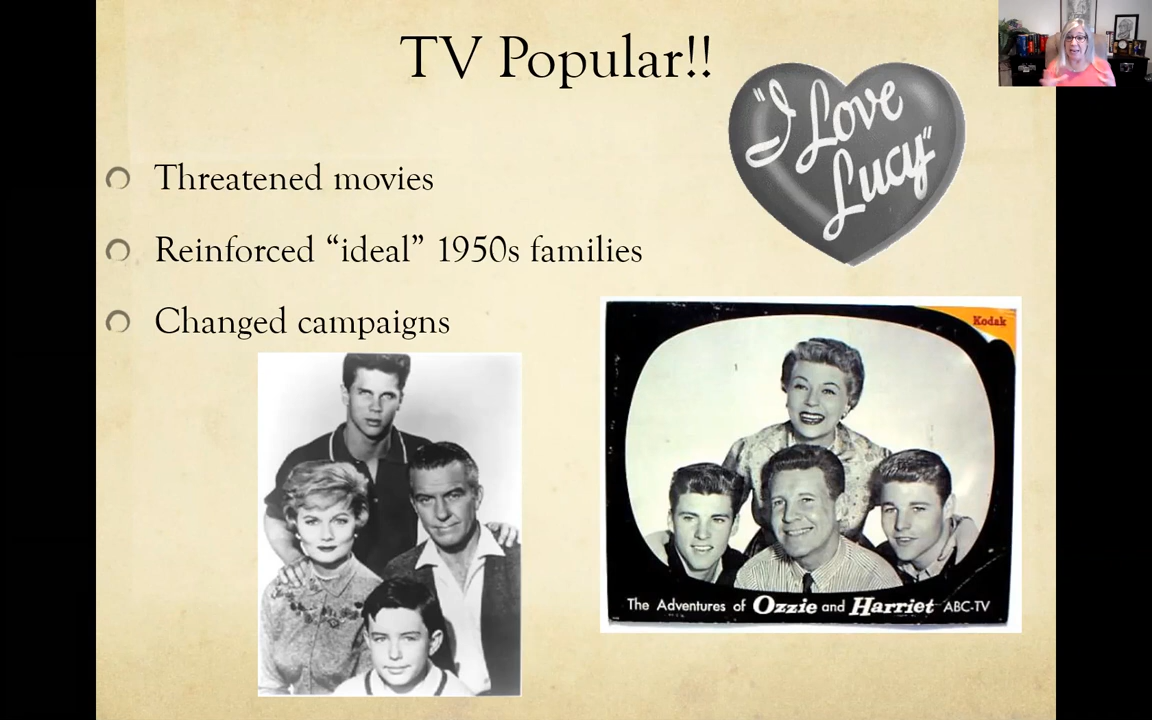 TV Popular!!
"I Love
Lucy"
Threatened movies
Reinforced “ideal” 1950s families
Changed campaigns
Kodak
The Adventures of Ozzie and Harriet ABC-TV